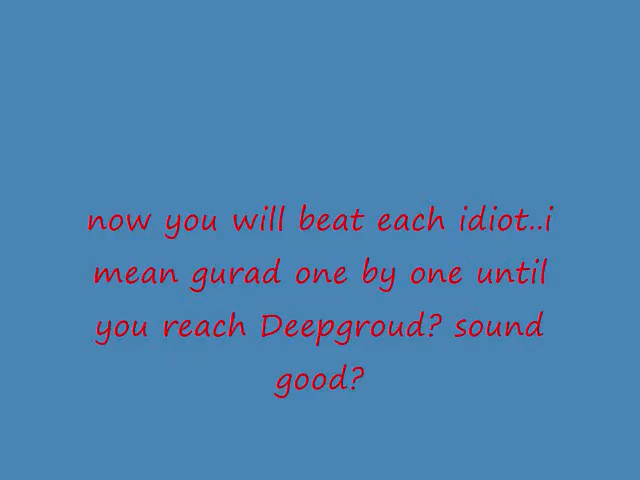 now you will beat each idiot..i
mean gurad one by one until
you reach Deepgroud? sound
good?